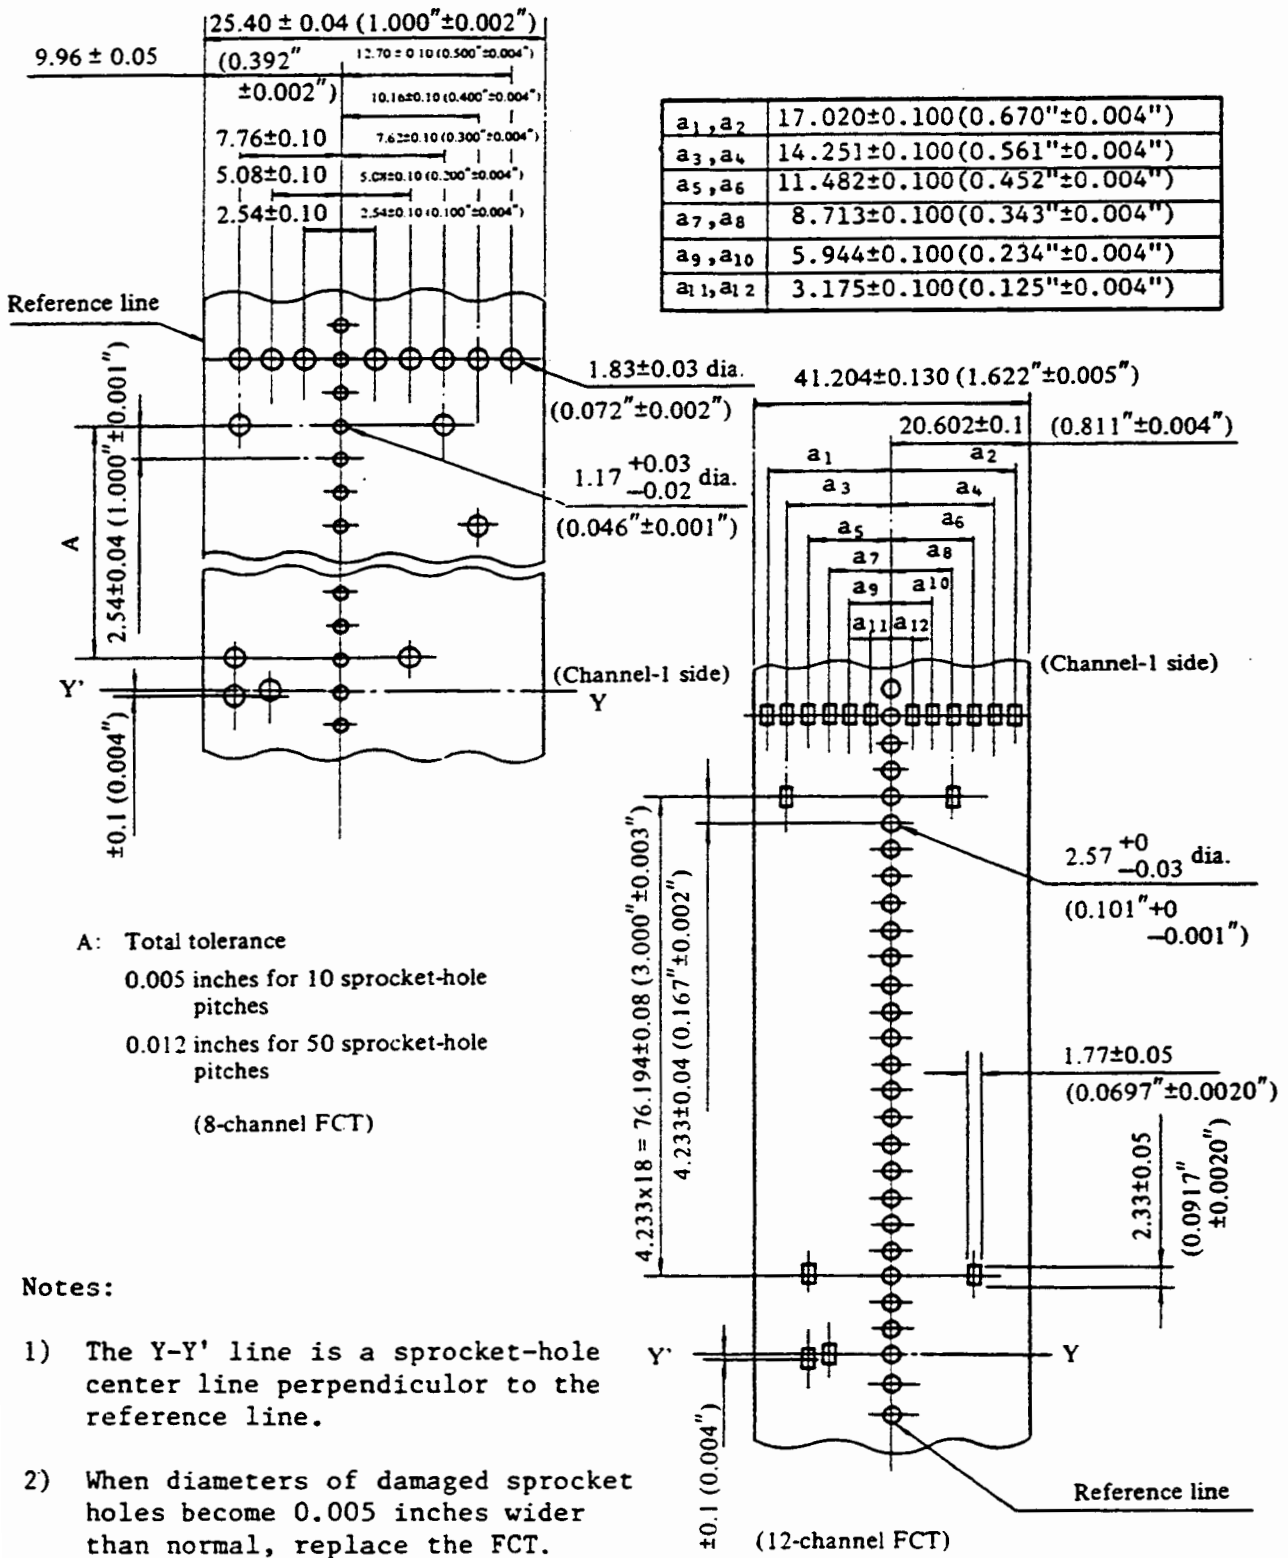 25.40 ± 0.04 (1.000"±0.002")
9.96 ± 0.05
(0.392"
±0.002")
12.70±0.10(0.500"±0.004")
10.16±0.10(0.400"±0.004")
7.76±0.10
7.62±0.10(0.300"±0.004")
5.08±0.10
5.08±0.10(0.200"±0.004")
2.54±0.10
2.54±0.10(0.100"±0.004")
a1,a2 17.020±0.100(0.670"±0.004")
a3,a4 14.251±0.100(0.561"±0.004")
a5,a6 11.482±0.100(0.452"±0.004")
a7,a8 8.713±0.100(0.343"±0.004")
a9,a10 5.944±0.100(0.234"±0.004")
a11,a12 3.175±0.100(0.125"±0.004")
Reference line
1.83±0.03 dia.
(0.072"±0.002")
1.17 +0.03 -0.02 dia.
(0.046"±0.001")
A
2.54±0.04 (1.000"±0.001")
(Channel-1 side)
Y'
Y
±0.1 (0.004")
A: Total tolerance
0.005 inches for 10 sprocket-hole
pitches
0.012 inches for 50 sprocket-hole
pitches
(8-channel FCT)
41.204±0.130 (1.622"±0.005")
20.602±0.1 (0.811"±0.004")
a1 a2
a3 a4
a5 a6
a7 a8
a9 a10
a11 a12
(Channel-1 side)
4.233x18 = 76.194±0.08 (3.000"±0.003")
4.233±0.04 (0.167"±0.002")
2.57 +0 -0.03 dia.
(0.101"+0
-0.001")
1.77±0.05
(0.0697"±0.0020")
2.33±0.05
(0.0917"
±0.0020")
Y'
Y
±0.1 (0.004")
Reference line
(12-channel FCT)
Notes:
1) The Y-Y' line is a sprocket-hole
center line perpendiculor to the
reference line.
2) When diameters of damaged sprocket
holes become 0.005 inches wider
than normal, replace the FCT.